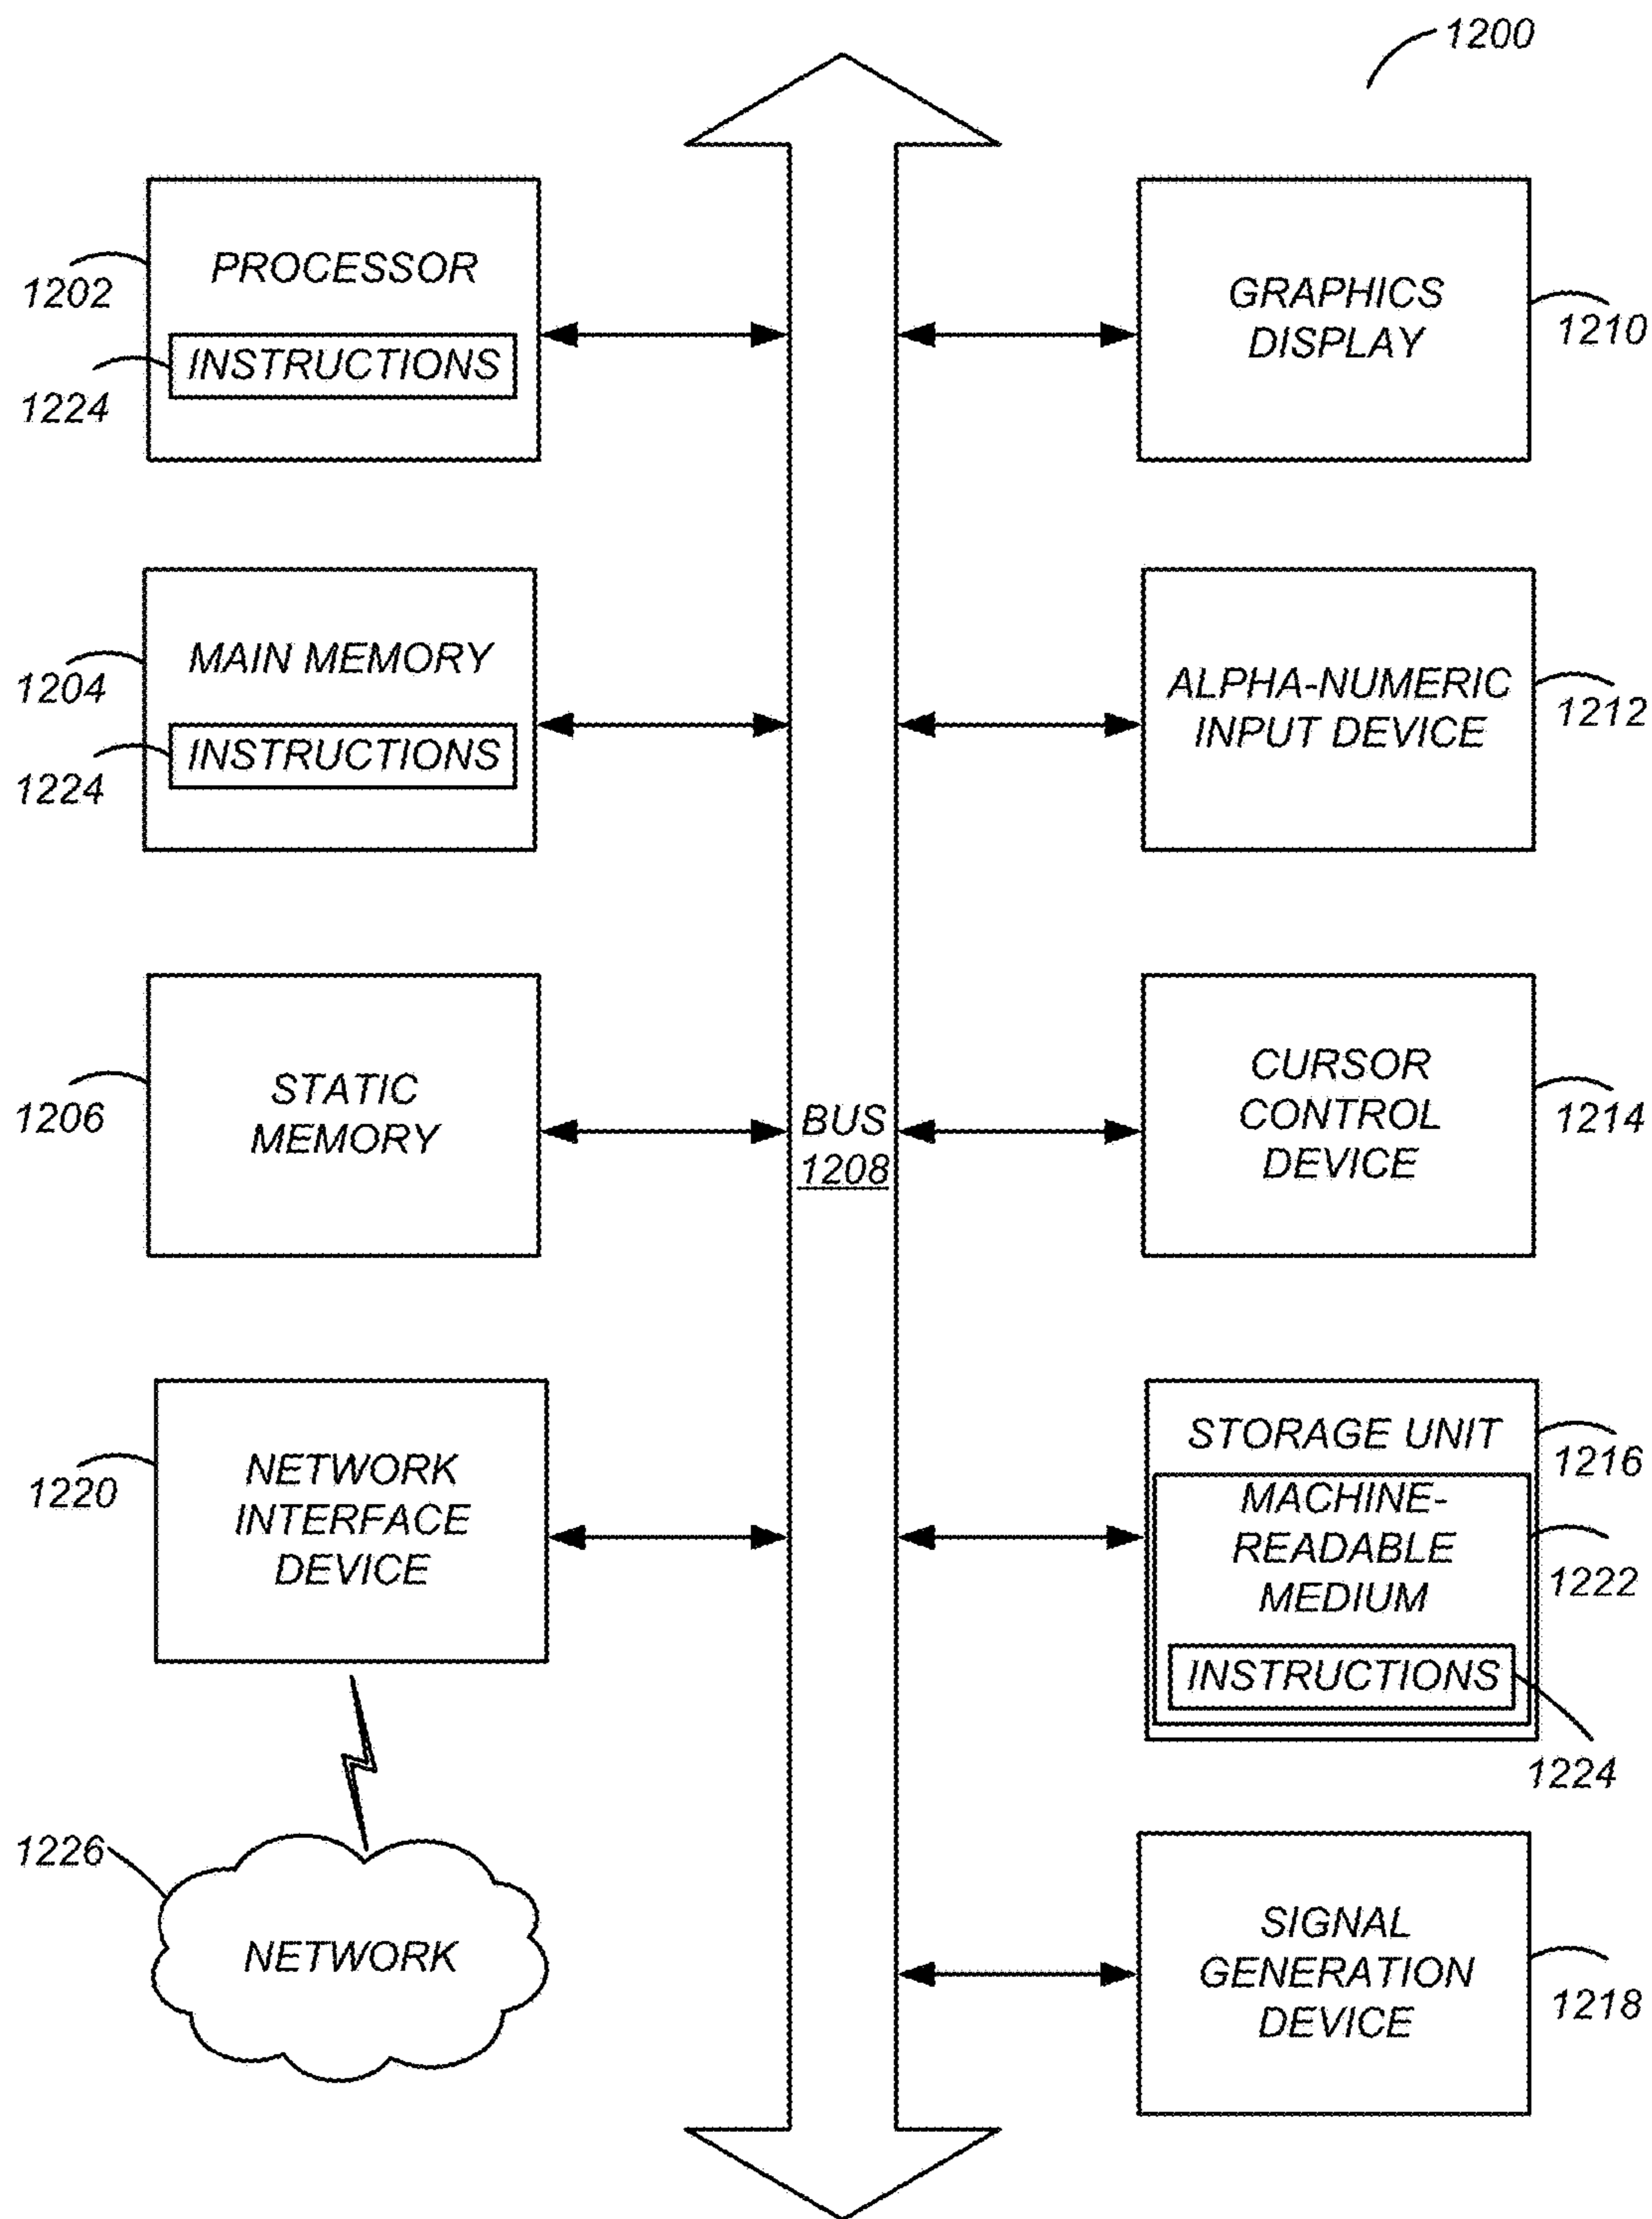 1200
PROCESSOR
1202
INSTRUCTIONS
1224
GRAPHICS
DISPLAY
1210
MAIN MEMORY
1204
INSTRUCTIONS
1224
ALPHA-NUMERIC
INPUT DEVICE
1212
STATIC
MEMORY
1206
BUS
1208
CURSOR
CONTROL
DEVICE
1214
NETWORK
INTERFACE
DEVICE
1220
STORAGE UNIT
1216
MACHINE-
READABLE
MEDIUM
1222
INSTRUCTIONS
1224
1226
NETWORK
SIGNAL
GENERATION
DEVICE
1218